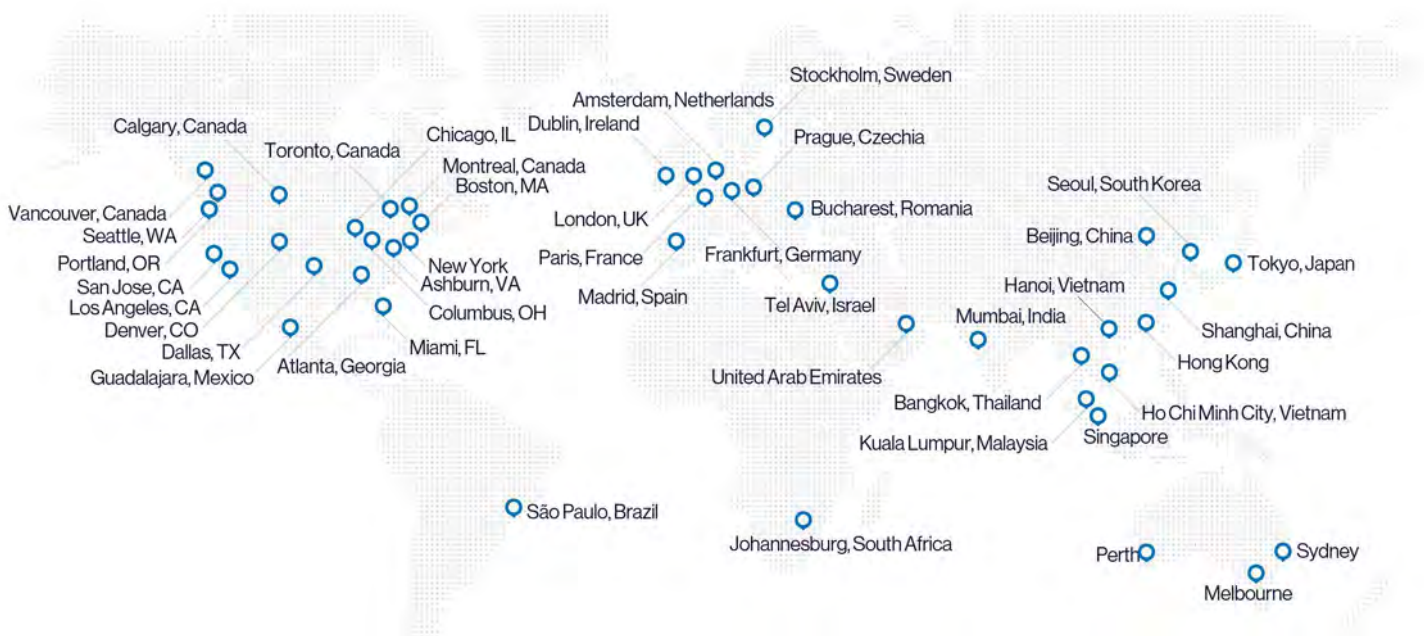 Stockholm, Sweden
Amsterdam, Netherlands
Dublin, Ireland
Prague, Czechia
Calgary, Canada
Toronto, Canada
Chicago, IL
Montreal, Canada
Boston, MA
Vancouver, Canada
Seattle, WA
Portland, OR
San Jose, CA
Los Angeles, CA
Denver, CO
Dallas, TX
Guadalajara, Mexico
Atlanta, Georgia
New York
Ashburn, VA
Columbus, OH
Miami, FL
London, UK
Paris, France
Madrid, Spain
Bucharest, Romania
Frankfurt, Germany
Tel Aviv, Israel
United Arab Emirates
Seoul, South Korea
Beijing, China
Tokyo, Japan
Hanoi, Vietnam
Mumbai, India
Shanghai, China
Hong Kong
Bangkok, Thailand
Ho Chi Minh City, Vietnam
Kuala Lumpur, Malaysia
Singapore
São Paulo, Brazil
Johannesburg, South Africa
Perth
Sydney
Melbourne